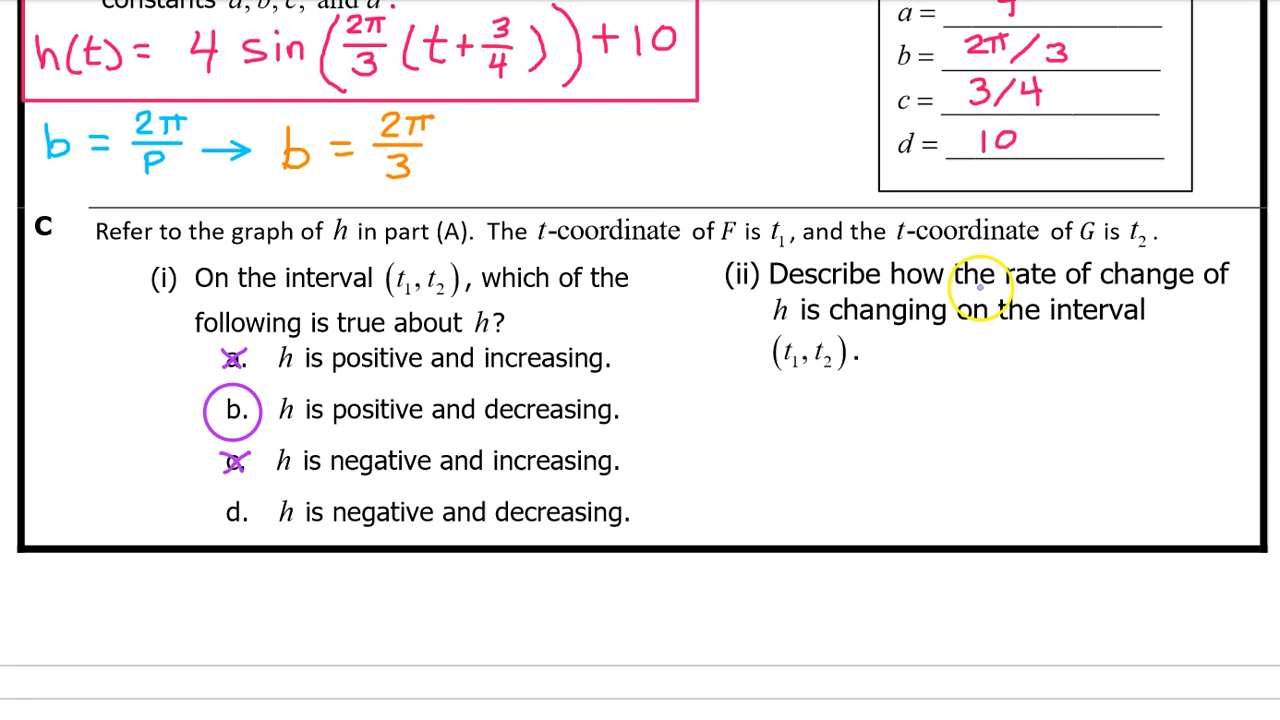 constants a, b, c, and d.
a = 4
h(t) = 4 sin(2π/3 (t + 3/4)) + 10
b = 2π/3
c = 3/4
b = 2π/P → b = 2π/3
d = 10
C Refer to the graph of h in part (A). The t-coordinate of F is t₁, and the t-coordinate of G is t₂.
(i) On the interval (t₁, t₂), which of the
following is true about h?
a. h is positive and increasing.
b. h is positive and decreasing.
c. h is negative and increasing.
d. h is negative and decreasing.
(ii) Describe how the rate of change of
h is changing on the interval
(t₁, t₂).